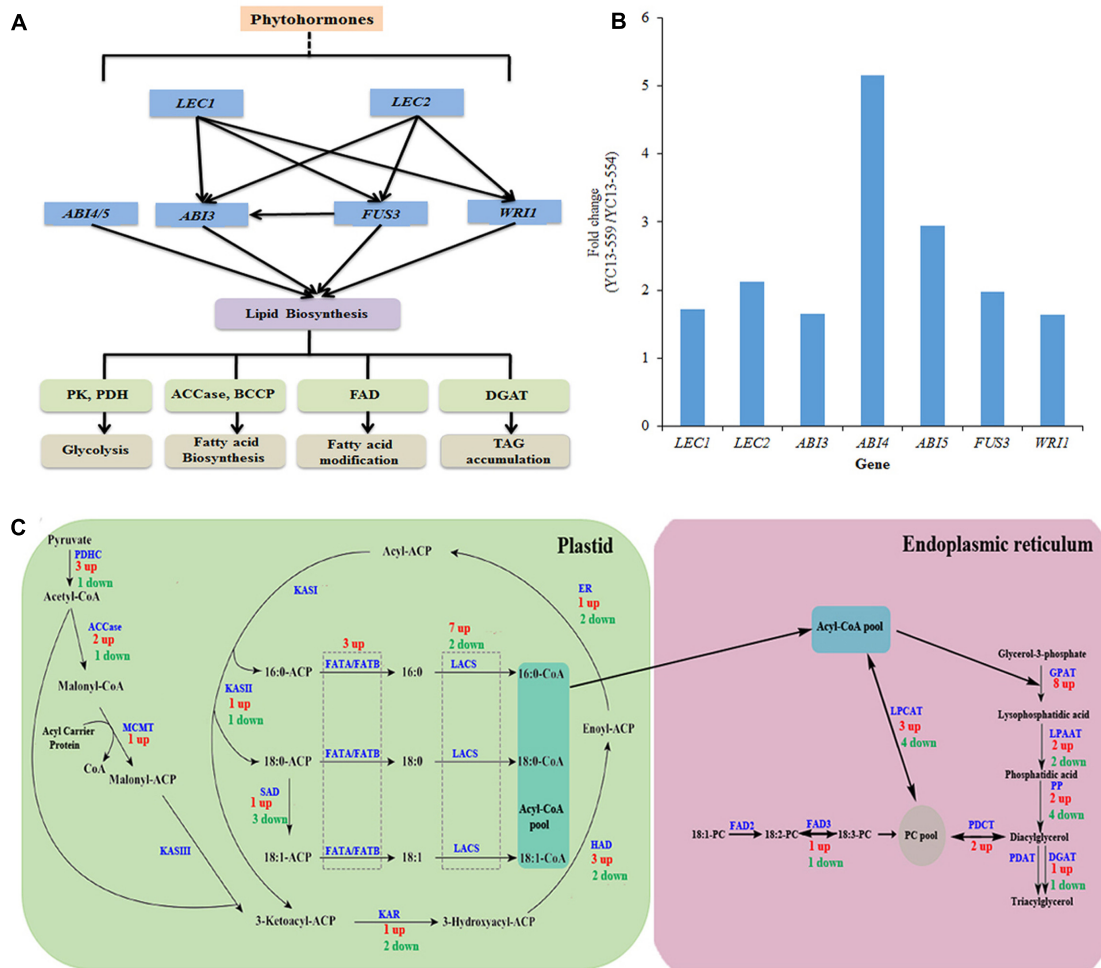 A
Phytohormones
LEC1
LEC2
ABI4/5
ABI3
FUS3
WRI1
Lipid Biosynthesis
PK, PDH
ACCase, BCCP
FAD
DGAT
Glycolysis
Fatty acid
Biosynthesis
Fatty acid
modification
TAG
accumulation
B
Fold change
(YC13-559 /YC13-554)
6
5
4
3
2
1
0
LEC1
LEC2
ABI3
ABI4
ABI5
FUS3
WRI1
Gene
C
Plastid
Pyruvate
PDHC
3 up
1 down
Acetyl-CoA
ACCase
2 up
1 down
Malonyl-CoA
Acyl Carrier
Protein
MCMT
1 up
CoA
Malonyl-ACP
KASIII
Acyl-ACP
KASI
KASII
1 up
1 down
16:0-ACP
3 up
FATA/FATB
16:0
7 up
2 down
LACS
16:0-CoA
18:0-ACP
FATA/FATB
18:0
LACS
18:0-CoA
SAD
1 up
3 down
Acyl-CoA
pool
18:1-ACP
FATA/FATB
18:1
LACS
18:1-CoA
ER
1 up
2 down
Enoyl-ACP
HAD
3 up
2 down
3-Ketoacyl-ACP
KAR
1 up
2 down
3-Hydroxyacyl-ACP
Endoplasmic reticulum
Acyl-CoA pool
Glycerol-3-phosphate
GPAT
8 up
Lysophosphatidic acid
LPCAT
3 up
4 down
LPAAT
2 up
2 down
Phosphatidic acid
PP
2 up
4 down
18:1-PC
FAD2
18:2-PC
FAD3
1 up
1 down
18:3-PC
PC pool
PDCT
2 up
Diacylglycerol
PDAT
DGAT
1 up
1 down
Triacylglycerol